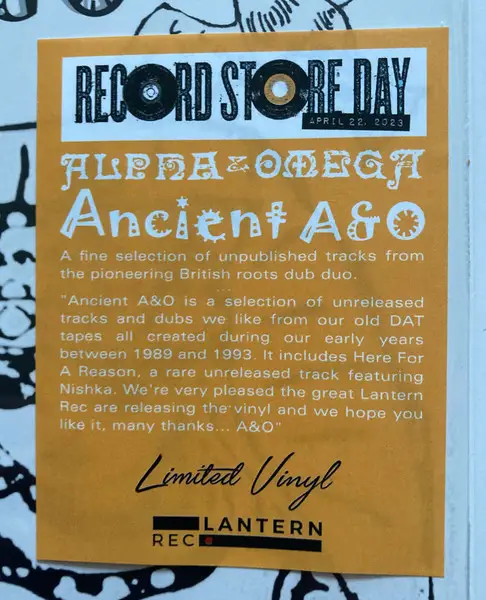 RECORD STORE DAY
APRIL 22, 2023
ALPHA & OMEGA
Ancient A&O
A fine selection of unpublished tracks from
the pioneering British roots dub duo.
...
"Ancient A&O is a selection of unreleased
tracks and dubs we like from our old DAT
tapes all created during our early years
between 1989 and 1993. It includes Here For
A Reason, a rare unreleased track featuring
Nishka. We're very pleased the great Lantern
Rec are releasing the vinyl and we hope you
like it, many thanks... A&O"
Limited Vinyl
LANTERN
REC